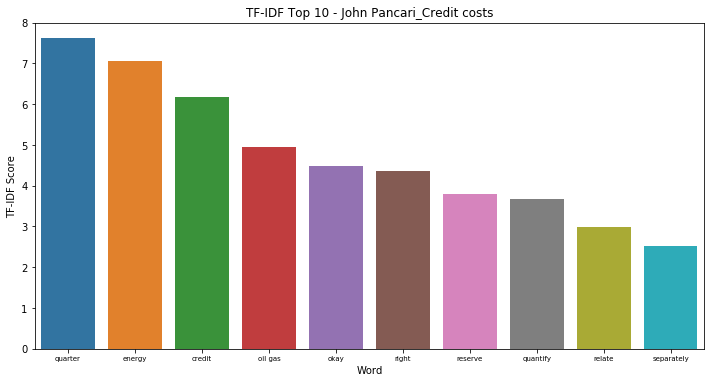 TF-IDF Top 10 - John Pancari_Credit costs
TF-IDF Score
8
7
6
5
4
3
2
1
0
quarter energy credit oil gas okay right reserve quantify relate separately
Word